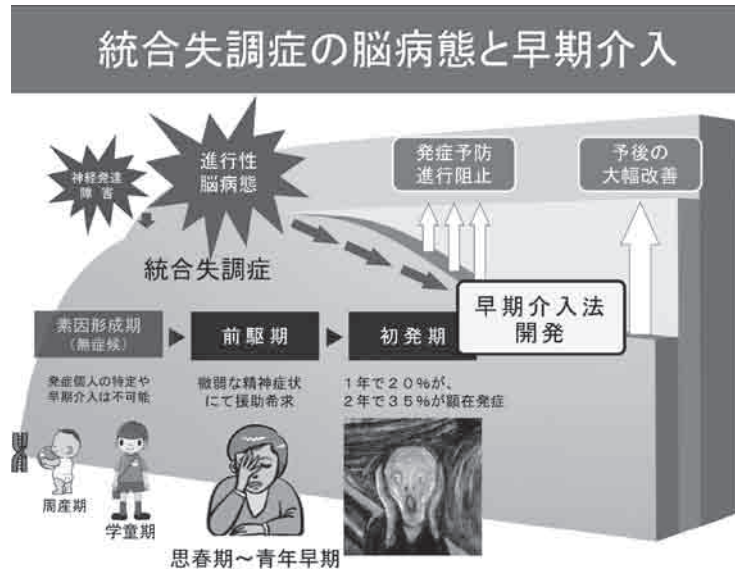 統合失調症の脳病態と早期介入
神経発達
障害
進行性
脳病態
発症予防
進行阻止
予後の
大幅改善
統合失調症
早期介入法
開発
素因形成期
(無症候)
前駆期
初発期
発症個人の特定や
早期介入は不可能
微弱な精神症状
にて援助希求
1年で20%が、
2年で35%が顕在発症
周産期
学童期
思春期～青年早期